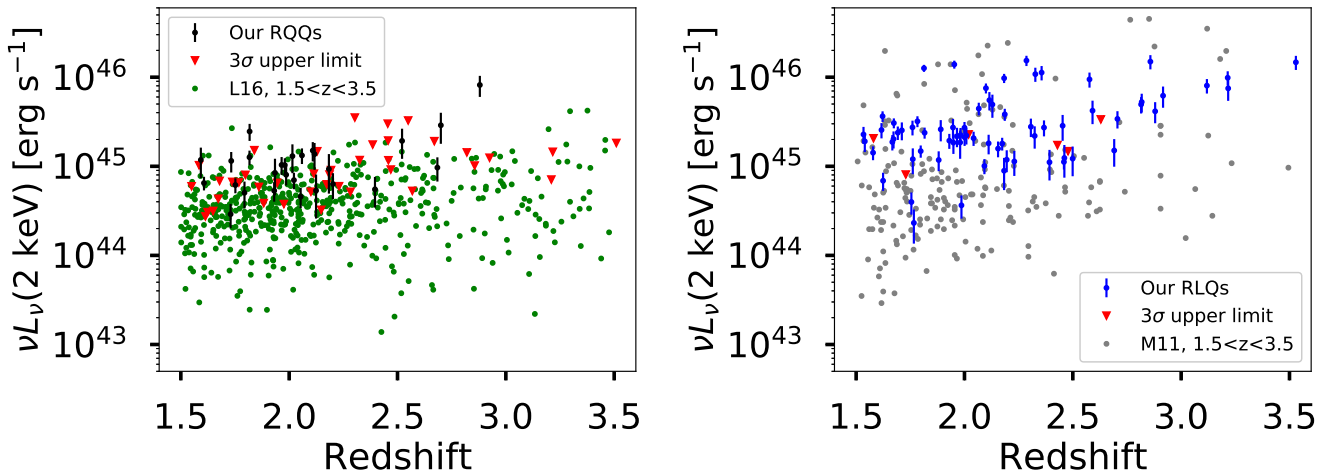 νLν(2 keV) [erg s⁻¹]
10⁴⁶
10⁴⁵
10⁴⁴
10⁴³
Our RQQs
3σ upper limit
L16, 1.5<z<3.5
1.5 2.0 2.5 3.0 3.5
Redshift
νLν(2 keV) [erg s⁻¹]
10⁴⁶
10⁴⁵
10⁴⁴
10⁴³
Our RLQs
3σ upper limit
M11, 1.5<z<3.5
1.5 2.0 2.5 3.0 3.5
Redshift